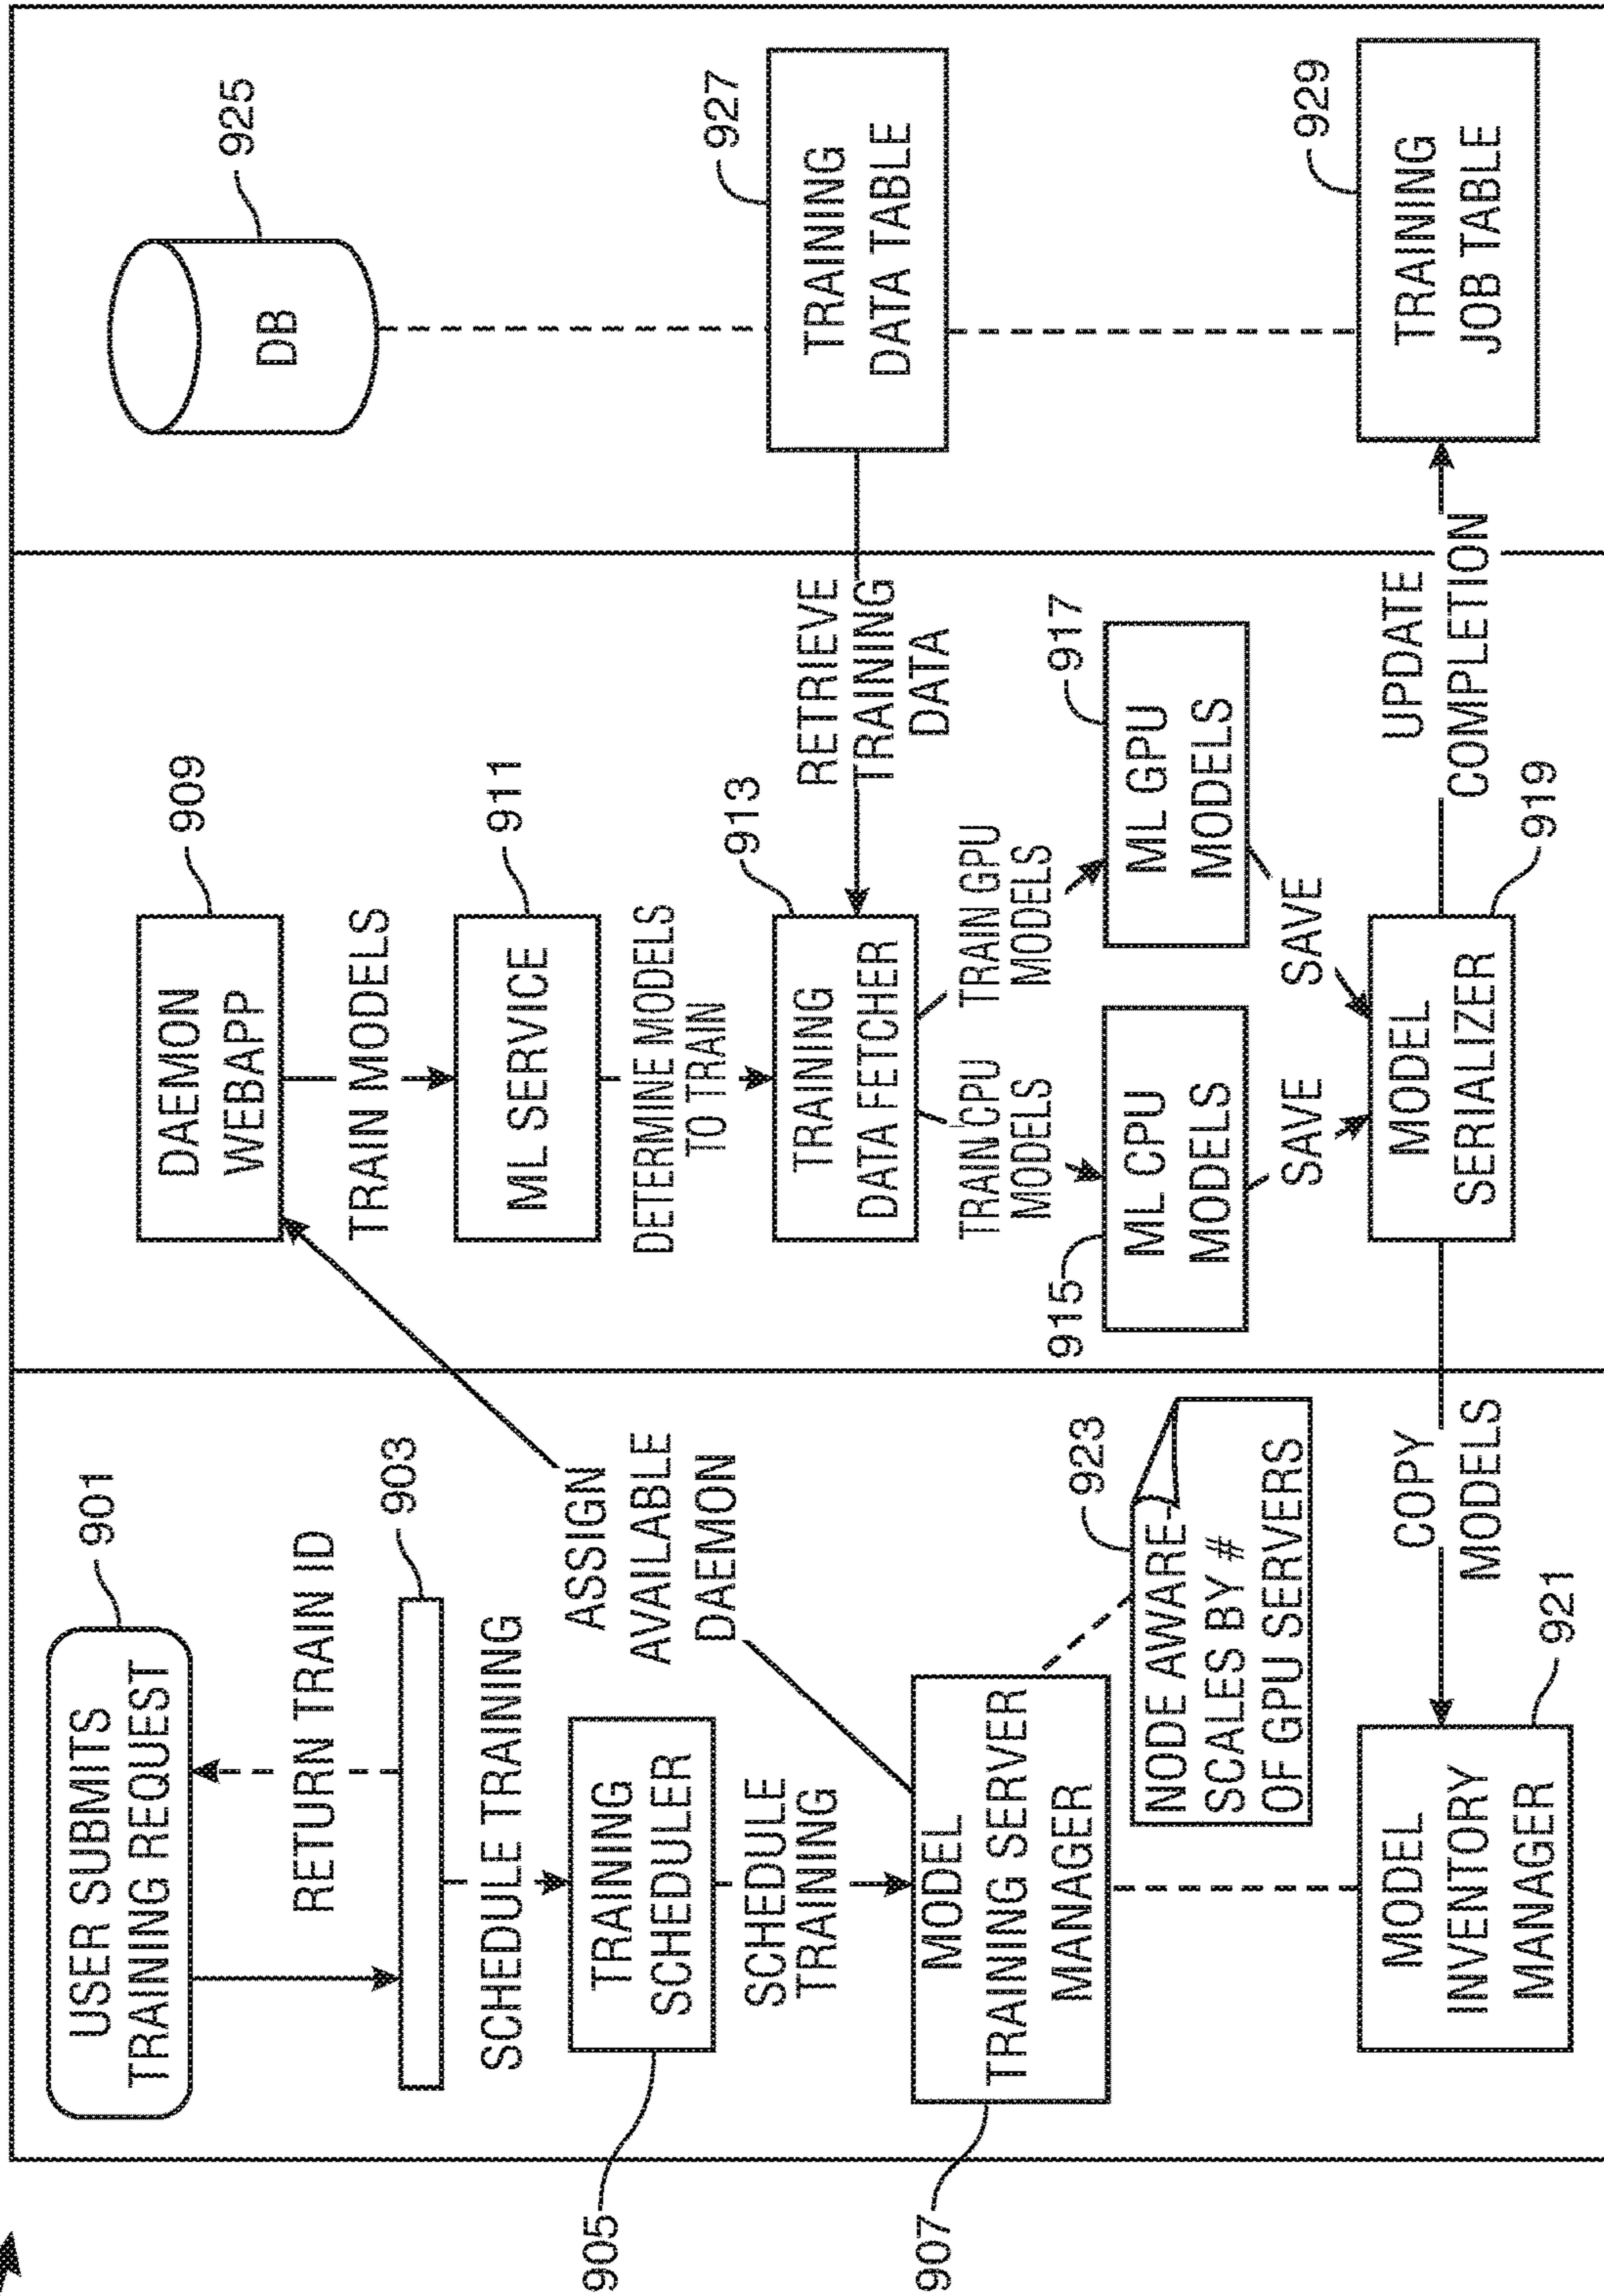 USER SUBMITS
TRAINING REQUEST
901
RETURN TRAIN ID
903
SCHEDULE TRAINING
TRAINING
SCHEDULER
905
SCHEDULE
TRAINING
MODEL
TRAINING SERVER
MANAGER
907
ASSIGN
AVAILABLE
DAEMON
923
NODE AWARE-
SCALES BY #
OF GPU SERVERS
MODEL
INVENTORY
MANAGER
921
COPY
MODELS
DAEMON
WEBAPP
909
TRAIN MODELS
ML SERVICE
911
DETERMINE MODELS
TO TRAIN
TRAINING
DATA FETCHER
913
RETRIEVE
TRAINING
DATA
TRAIN CPU
MODELS
TRAIN GPU
MODELS
915
ML CPU
MODELS
917
ML GPU
MODELS
SAVE
SAVE
MODEL
SERIALIZER
919
UPDATE
COMPLETION
DB
925
TRAINING
DATA TABLE
927
TRAINING
JOB TABLE
929